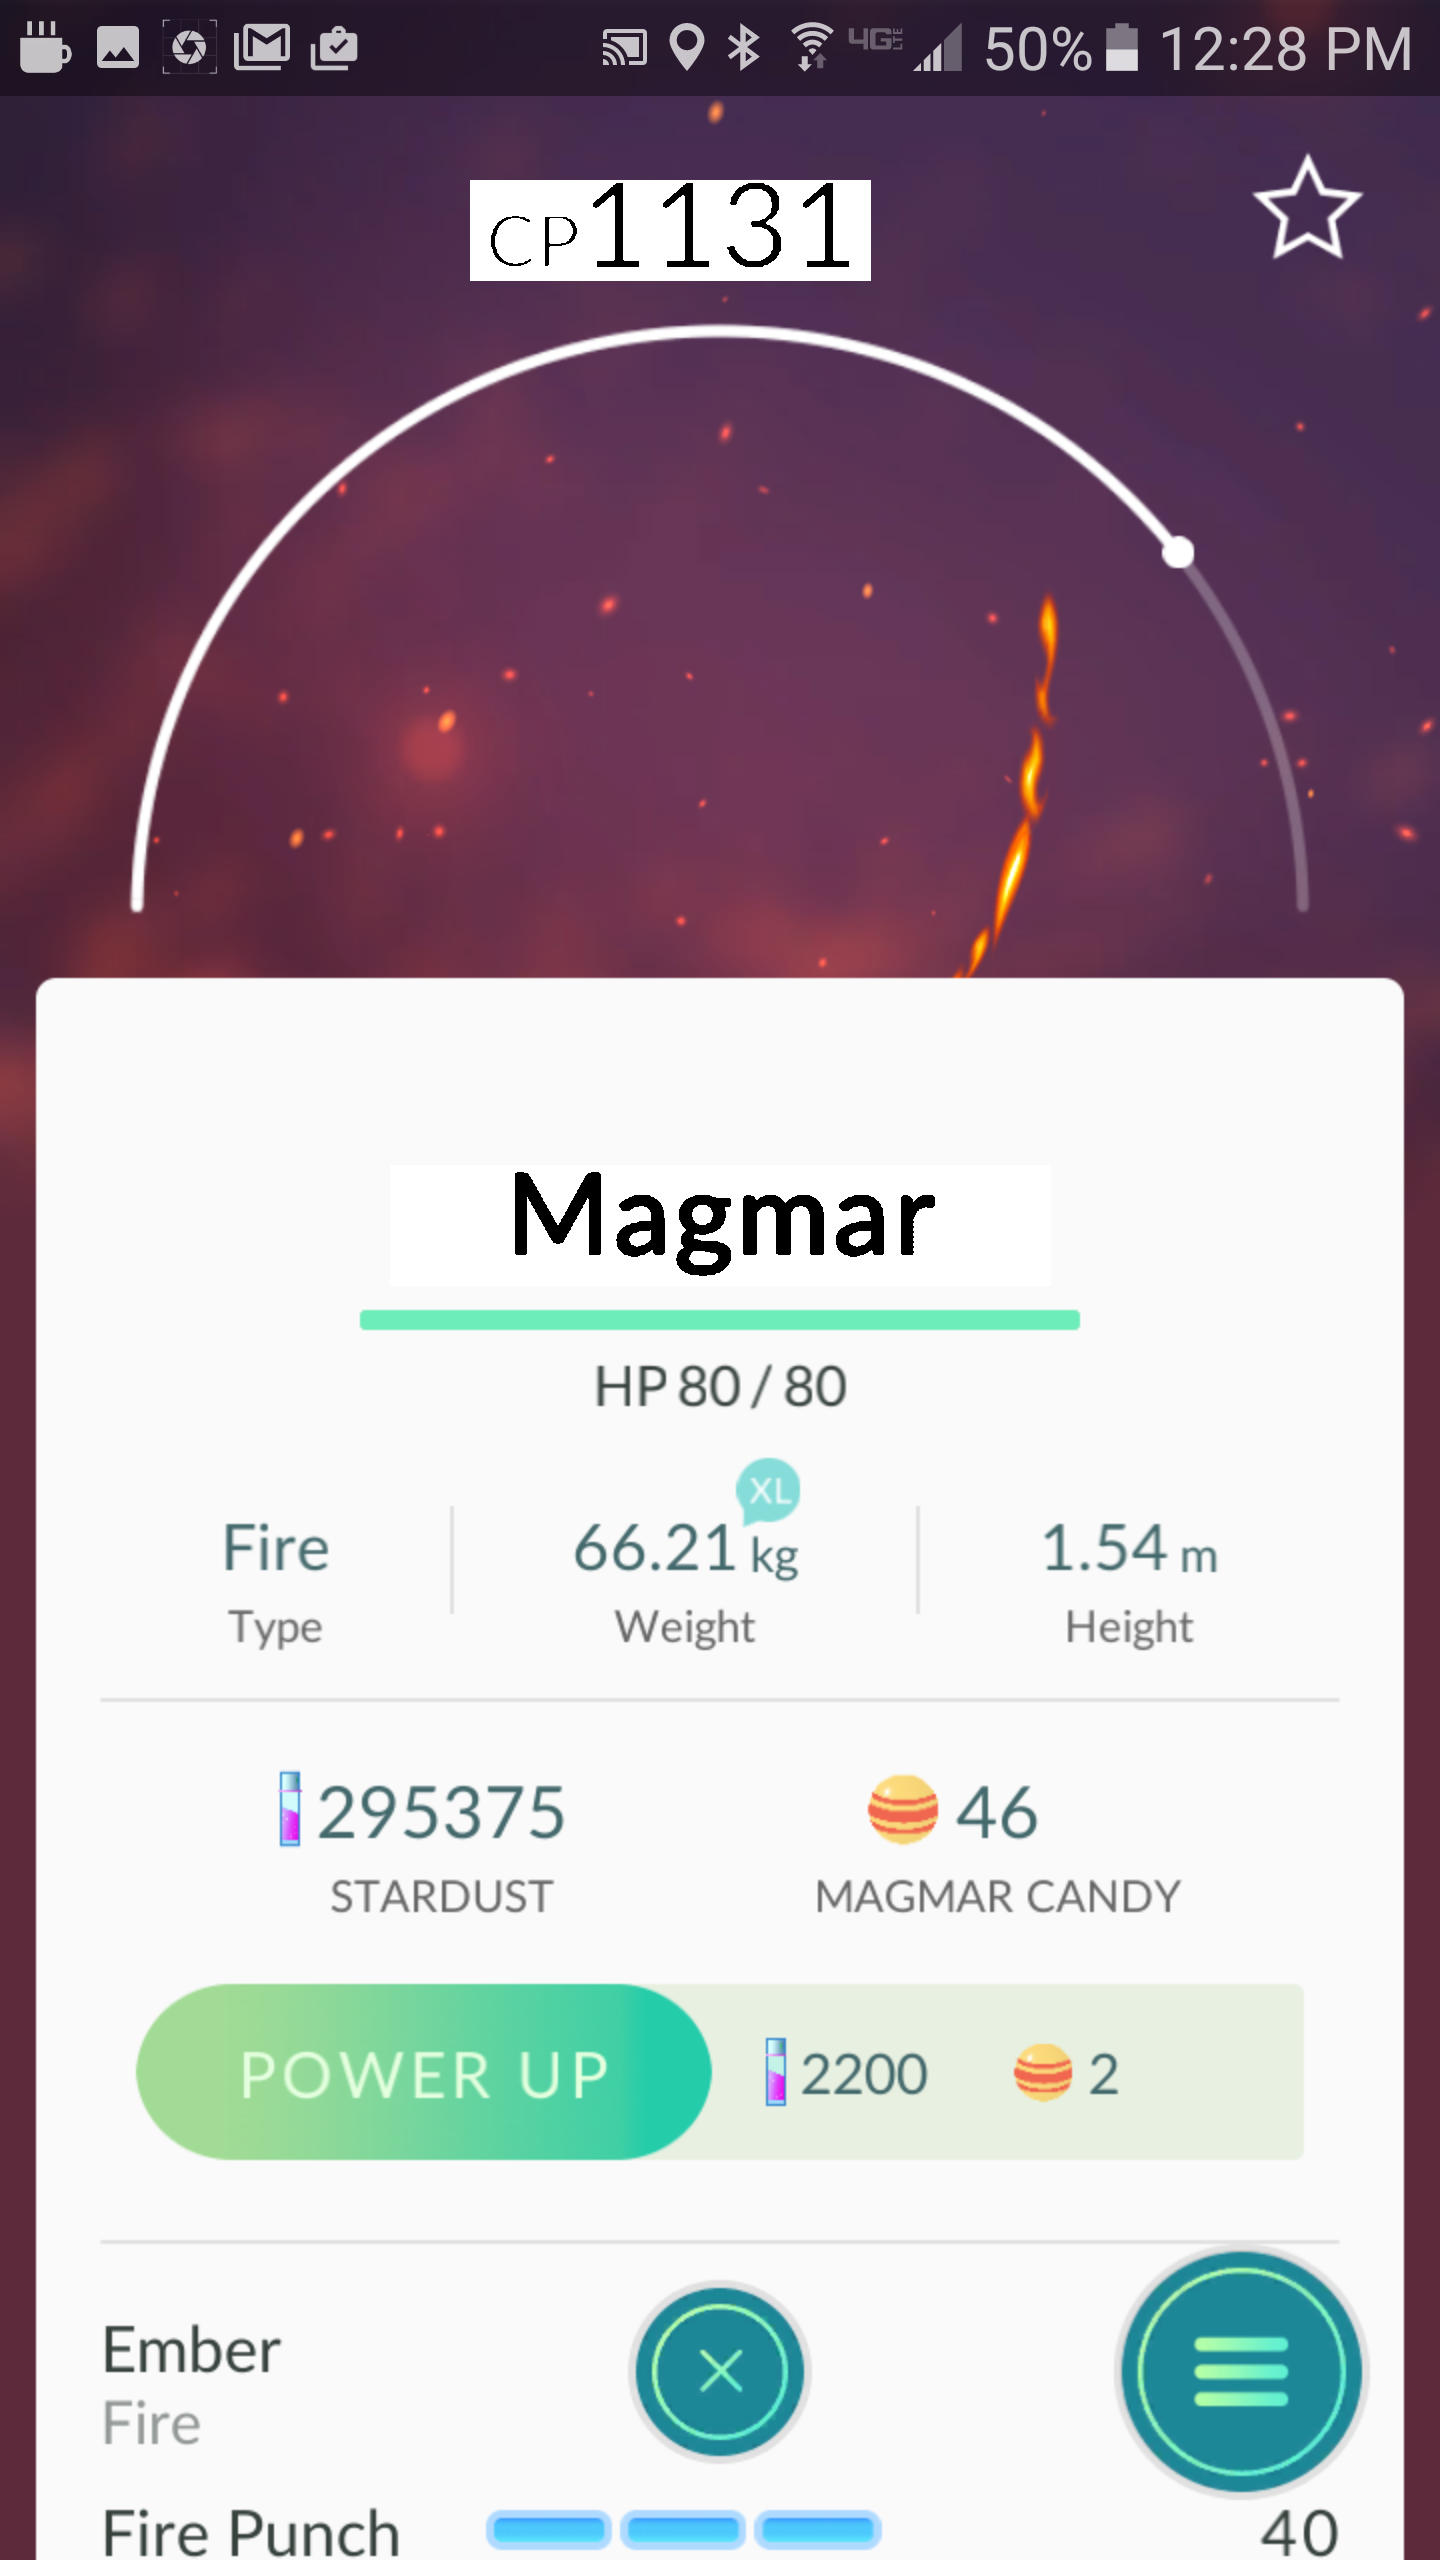 4G LTE 50% 12:28 PM
CP1131
Magmar
HP 80 / 80
XL
Fire 66.21 kg 1.54 m
Type Weight Height
295375 46
STARDUST MAGMAR CANDY
POWER UP 2200 2
Ember
Fire
Fire Punch 40